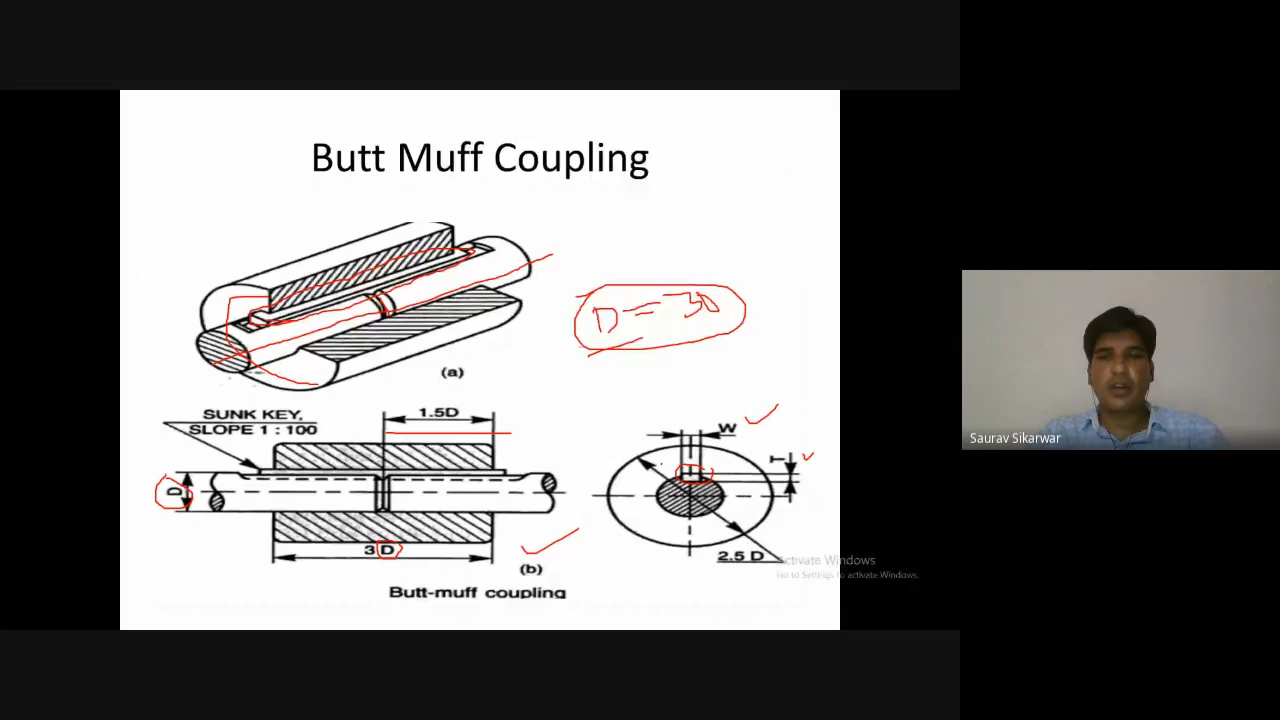 Butt Muff Coupling
D = 30
(a)
SUNK KEY,
SLOPE 1 : 100
1.5D
W
T
D
3D
(b)
2.5 D
Butt-muff coupling
Activate Windows
Go to Settings to activate Windows.
Saurav Sikarwar